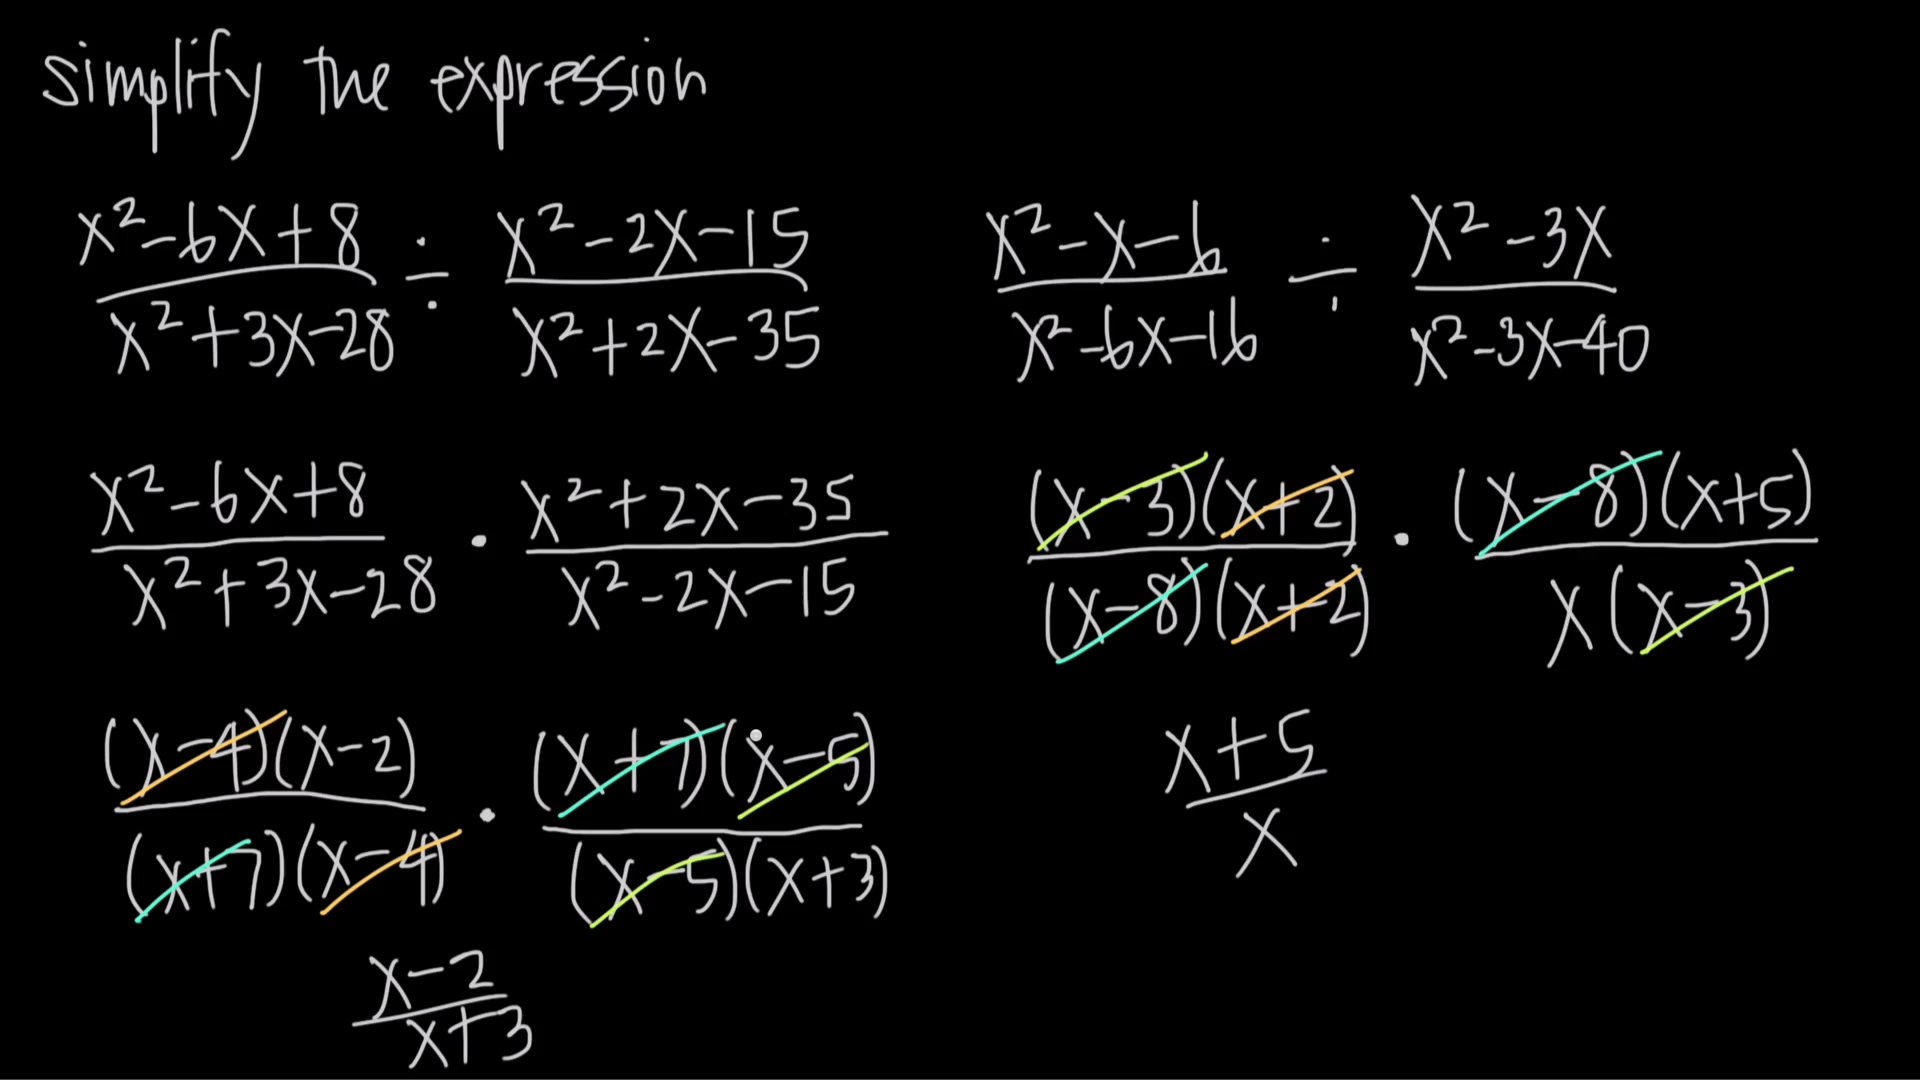 simplify the expression
x²-6x+8 / x²+3x-28 ÷ x²-2x-15 / x²+2x-35
x²-6x+8 / x²+3x-28 · x²+2x-35 / x²-2x-15
(x-4)(x-2) / (x+7)(x-4) · (x+7)(x-5) / (x-5)(x+3)
x-2 / x+3
x²-x-6 / x²-6x-16 ÷ x²-3x / x²-3x-40
(x-3)(x+2) / (x-8)(x+2) · (x-8)(x+5) / x(x-3)
x+5 / x